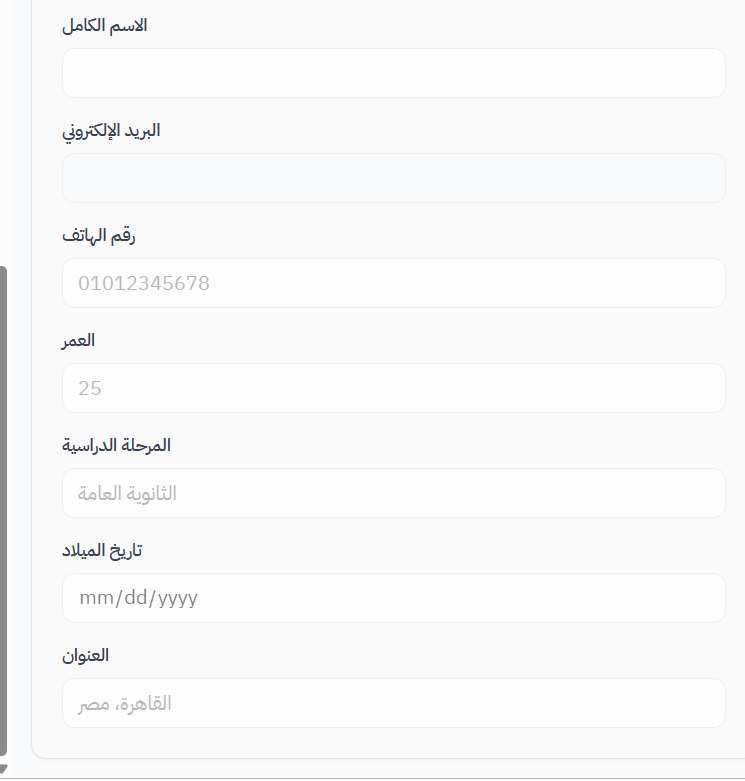 الاسم الكامل
البريد الإلكتروني
رقم الهاتف
01012345678
العمر
25
المرحلة الدراسية
الثانوية العامة
تاريخ الميلاد
mm/dd/yyyy
العنوان
القاهرة، مصر